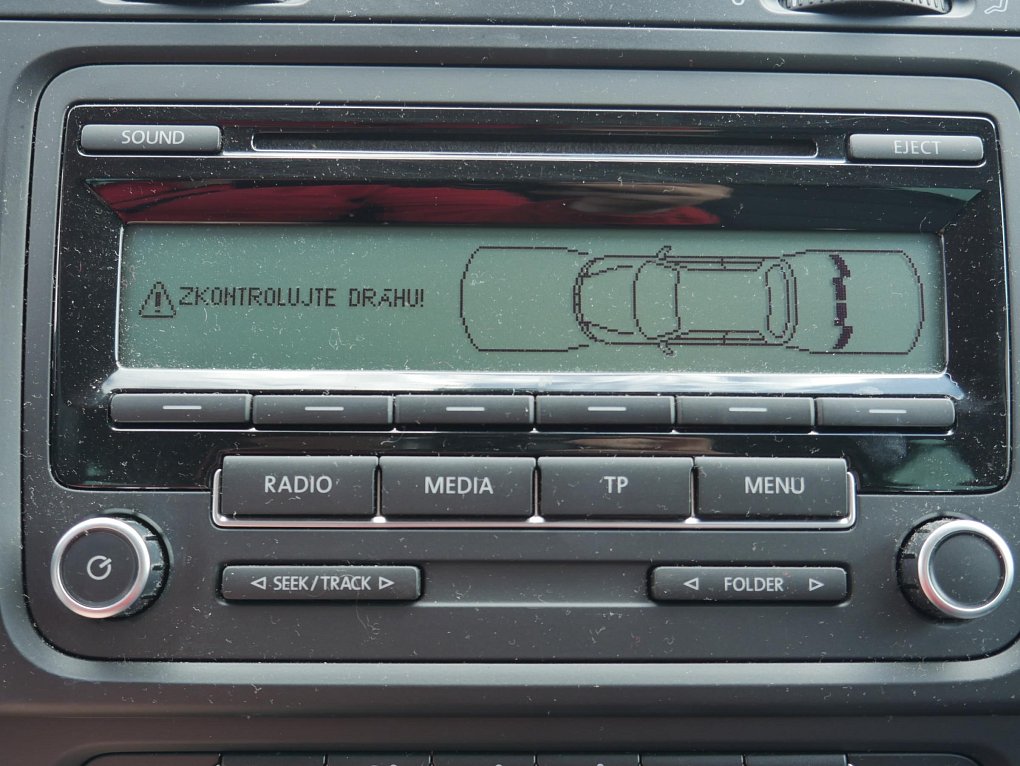 SOUND
EJECT
ZKONTROLUJTE DRÁHU!
RADIO
MEDIA
TP
MENU
SEEK/TRACK
FOLDER